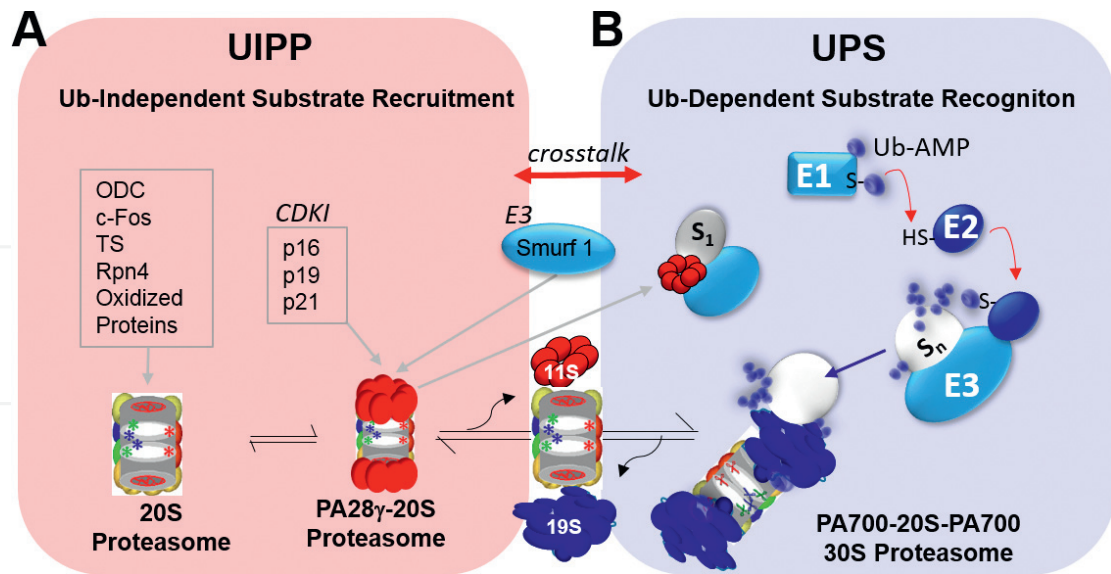 A
UIPP
Ub-Independent Substrate Recruitment
ODC
c-Fos
TS
Rpn4
Oxidized
Proteins
CDKI
p16
p19
p21
20S
Proteasome
PA28γ-20S
Proteasome
crosstalk
E3
Smurf 1
11S
19S
B
UPS
Ub-Dependent Substrate Recogniton
E1
S-
Ub-AMP
HS-
E2
S1
S-
Sn
E3
PA700-20S-PA700
30S Proteasome